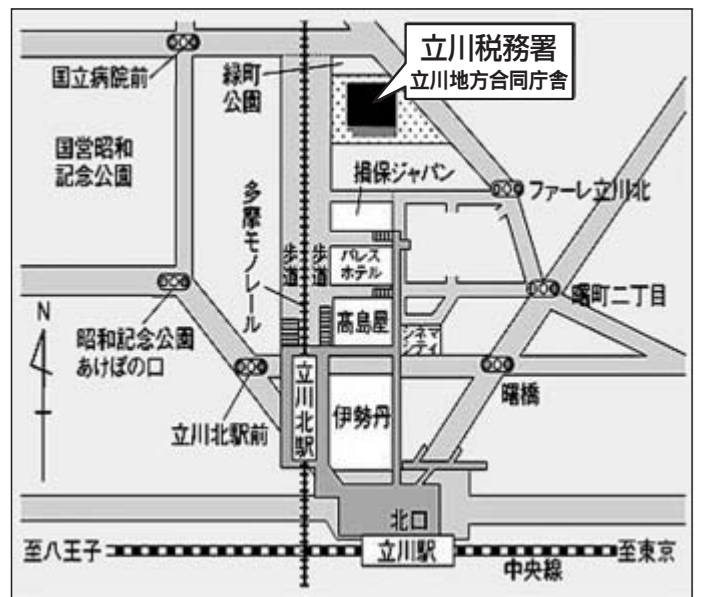 立川税務署
立川地方合同庁舎
国立病院前
緑町
公園
国営昭和
記念公園
損保ジャパン
ファーレ立川北
多摩モノレール
歩道
歩道
パレス
ホテル
曙町二丁目
N
昭和記念公園
あけぼの口
髙島屋
シネマ
シティ
立川北駅
伊勢丹
曙橋
立川北駅前
北口
至八王子
立川駅
至東京
中央線